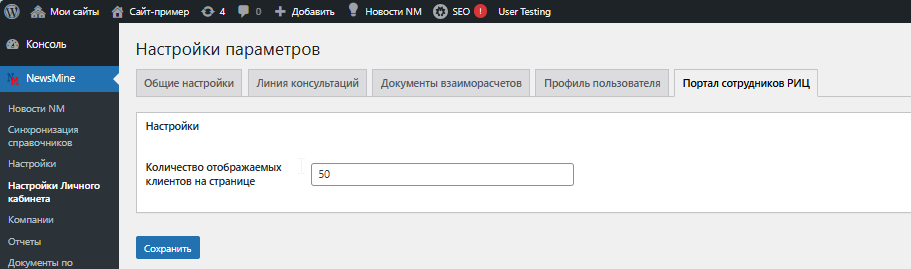 Мои сайты Сайт-пример 4 0 Добавить Новости NM SEO ! User Testing
Консоль
NewsMine
Новости NM
Синхронизация
справочников
Настройки
Настройки Личного
кабинета
Компании
Отчеты
Документы по
Настройки параметров
Общие настройки Линия консультаций Документы взаиморасчетов Профиль пользователя Портал сотрудников РИЦ
Настройки
Количество отображаемых
клиентов на странице
50
Сохранить